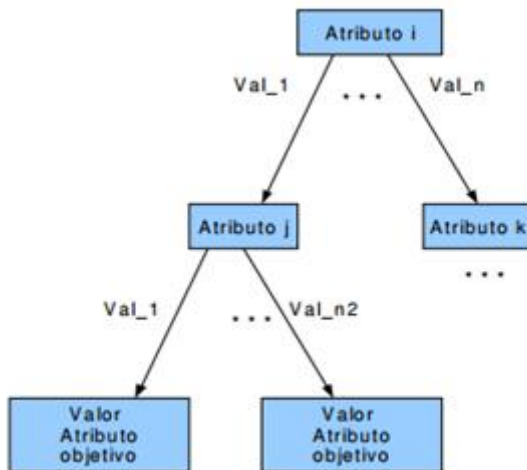 Atributo i
Val_1
• • •
Val_n
Atributo j
Atributo k
• • •
Val_1
• • •
Val_n2
Valor
Atributo
objetivo
Valor
Atributo
objetivo